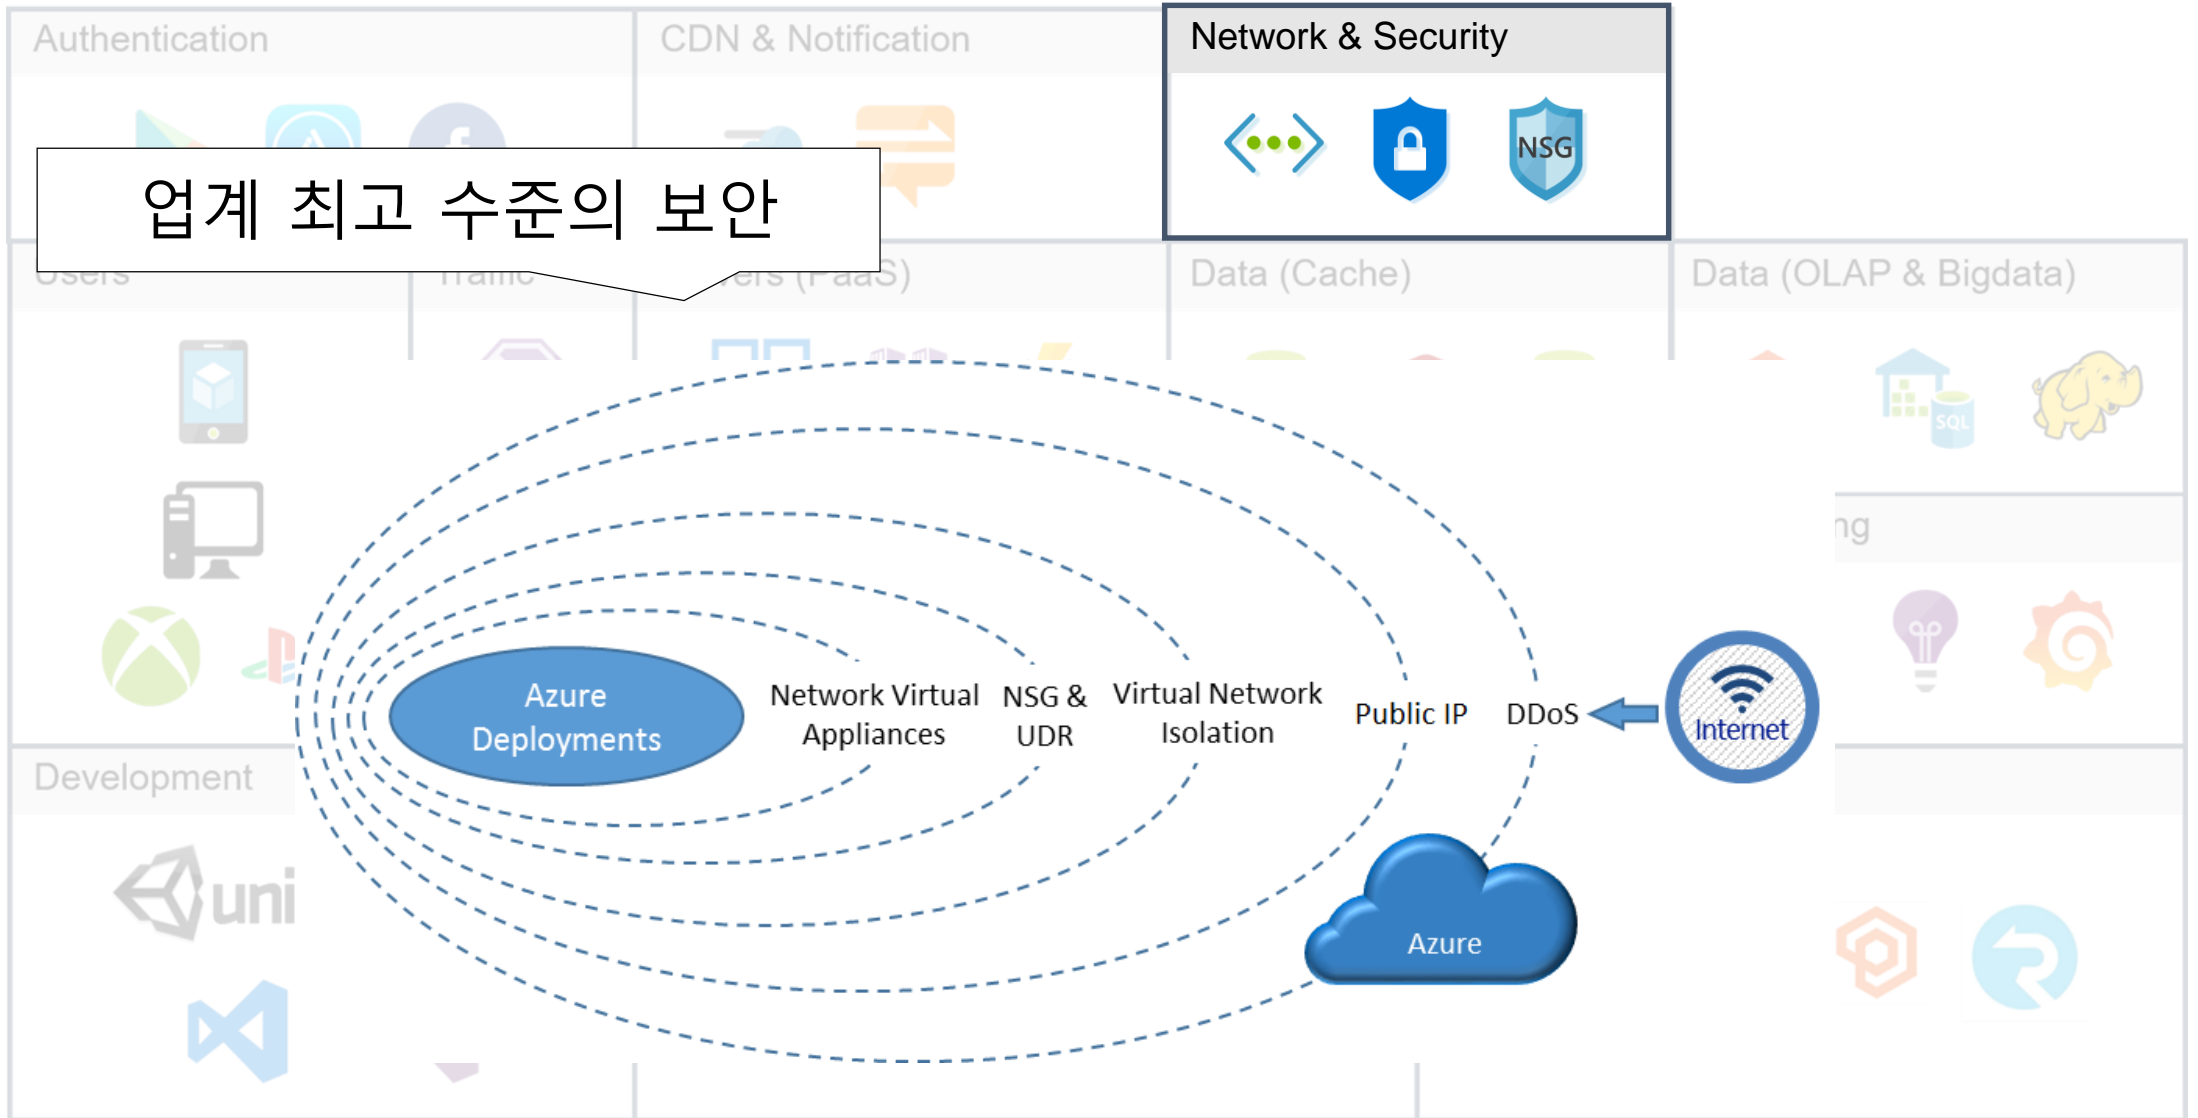 Authentication
CDN & Notification
Network & Security
NSG
업계 최고 수준의 보안
Data (Cache)
Data (OLAP & Bigdata)
(PaaS)
SQL
Azure
Deployments
Network Virtual
Appliances
NSG &
UDR
Virtual Network
Isolation
Public IP
DDoS
Internet
ng
Development
uni
Azure